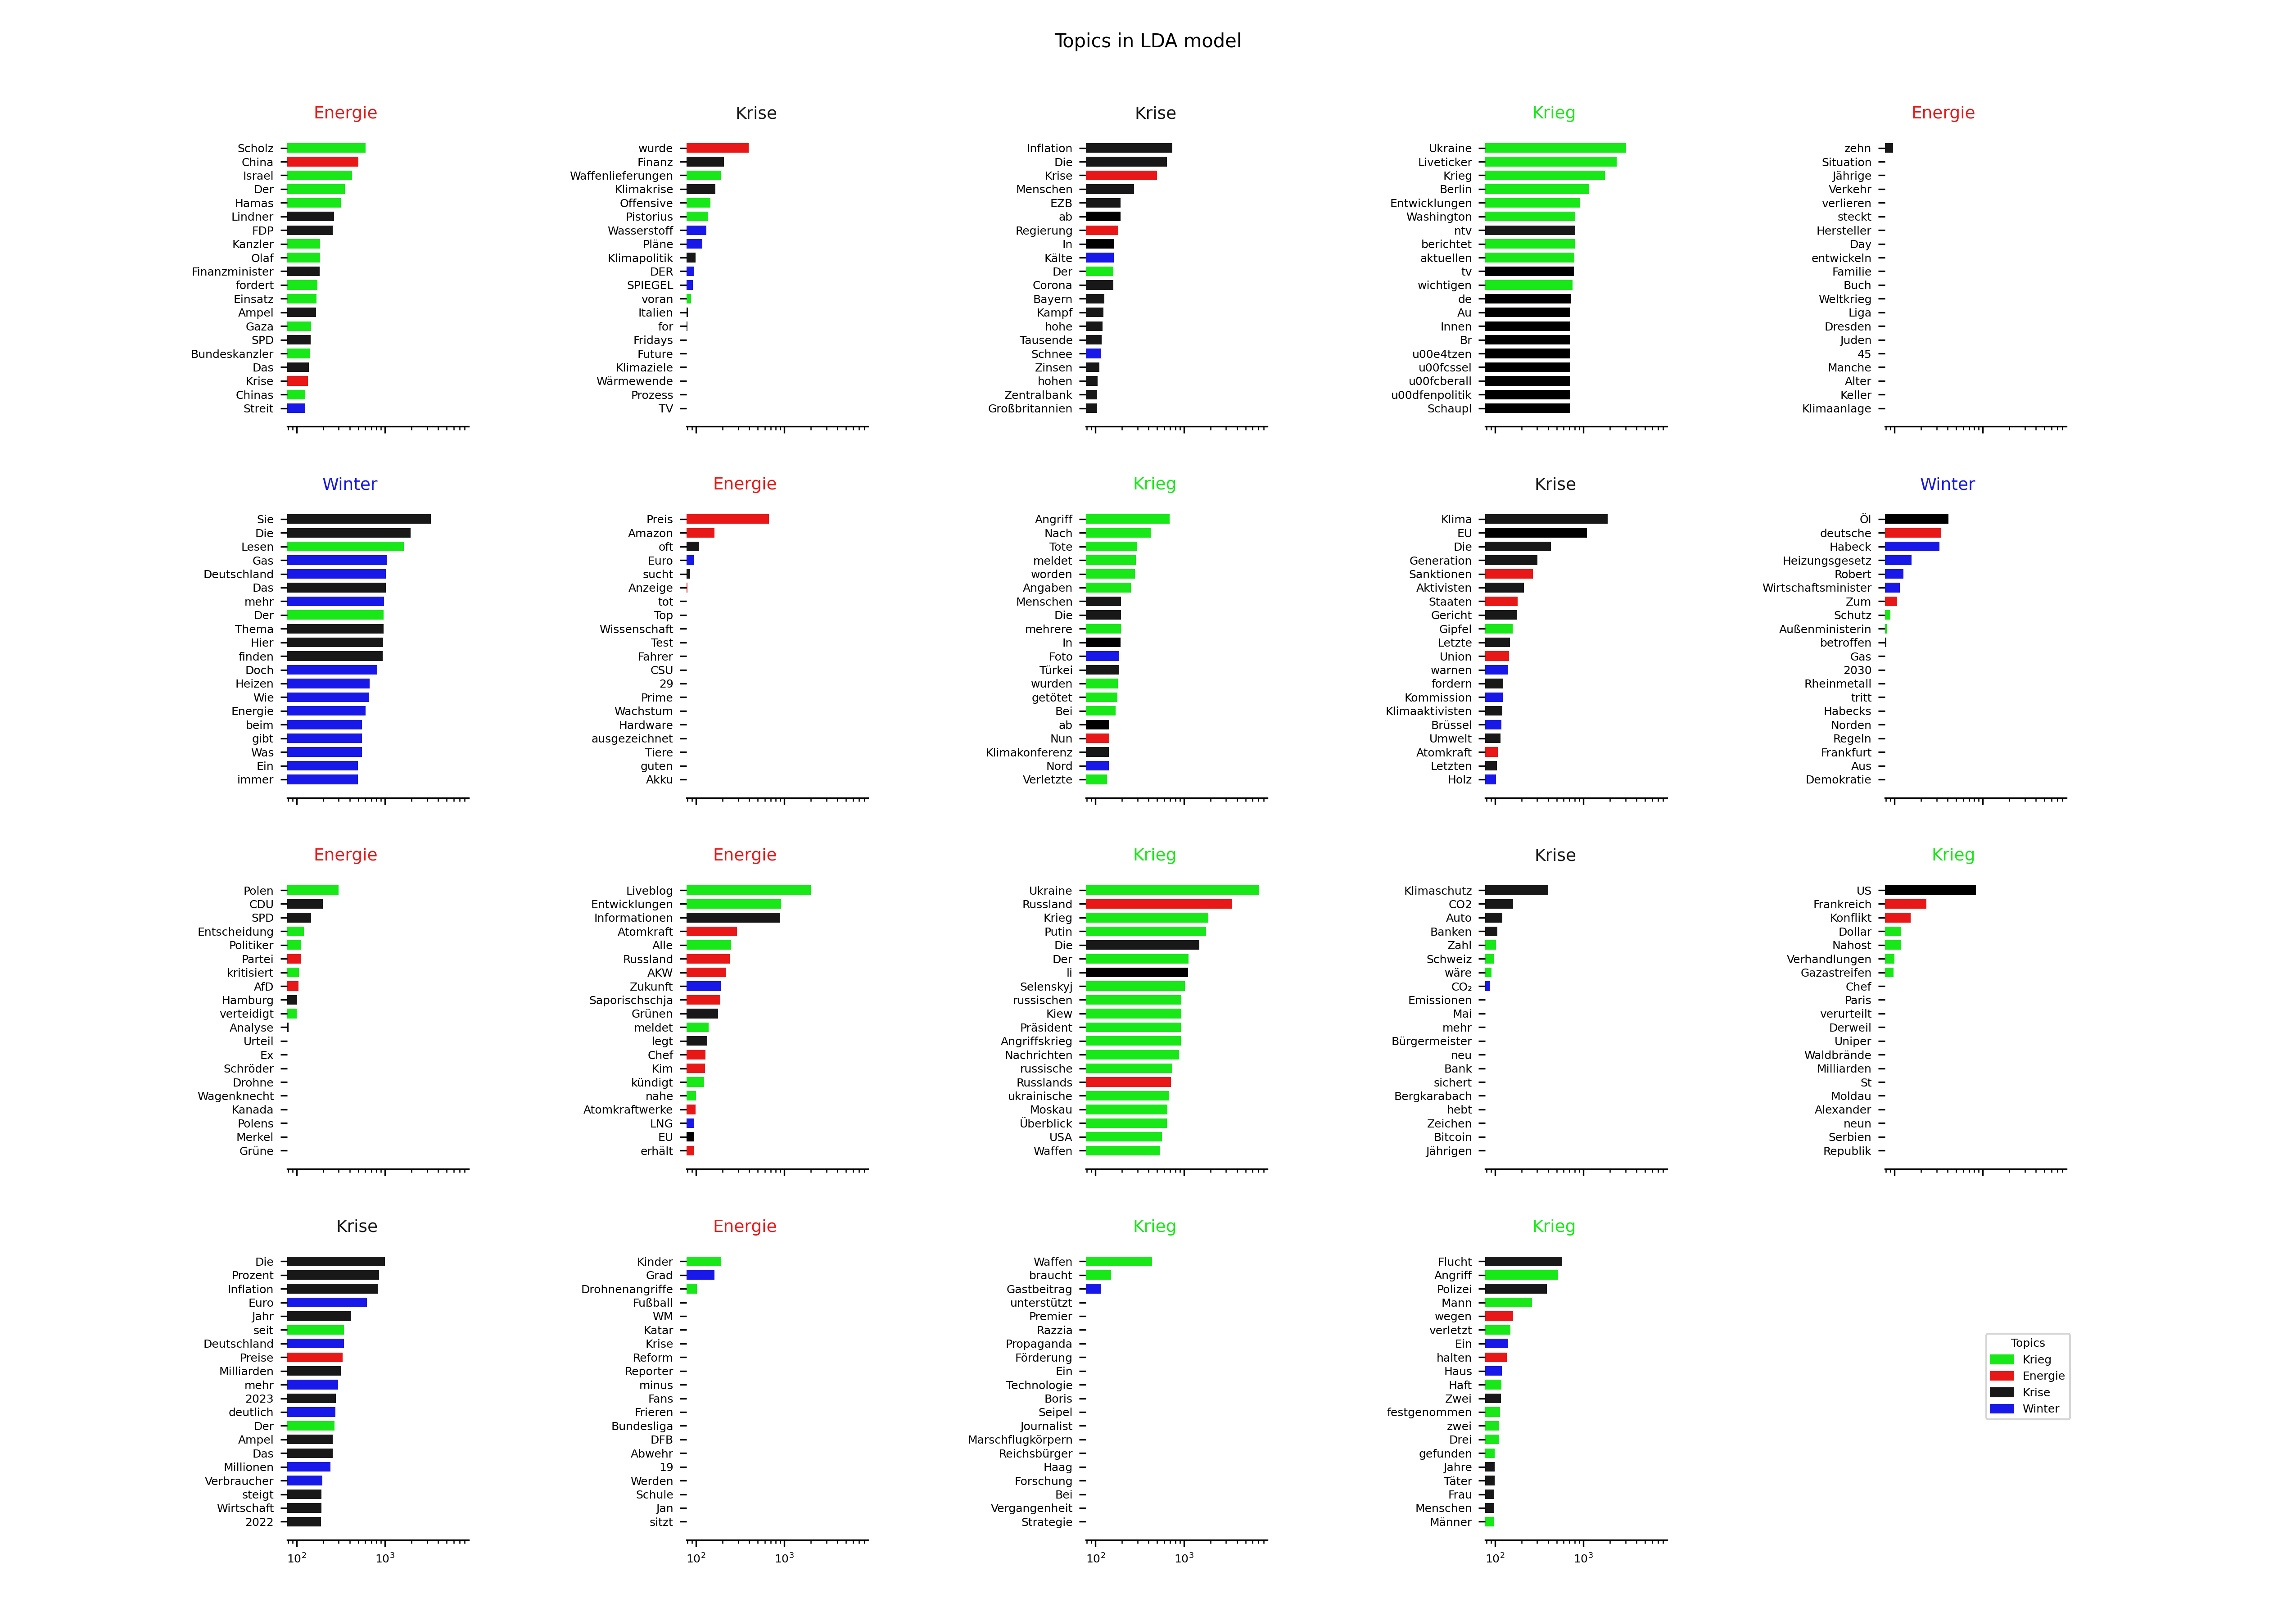 Topics in LDA model
Energie
Scholz
China
Israel
Der
Hamas
Lindner
FDP
Kanzler
Olaf
Finanzminister
fordert
Einsatz
Ampel
Gaza
SPD
Bundeskanzler
Das
Krise
Chinas
Streit
Krise
wurde
Finanz
Waffenlieferungen
Klimakrise
Offensive
Pistorius
Wasserstoff
Pläne
Klimapolitik
DER
SPIEGEL
voran
Italien
for
Fridays
Future
Klimaziele
Wärmewende
Prozess
TV
Krise
Inflation
Die
Krise
Menschen
EZB
ab
Regierung
In
Kälte
Der
Corona
Bayern
Kampf
hohe
Tausende
Schnee
Zinsen
hohen
Zentralbank
Großbritannien
Krieg
Ukraine
Liveticker
Krieg
Berlin
Entwicklungen
Washington
ntv
berichtet
aktuellen
tv
wichtigen
de
Au
Innen
Br
u00e4tzen
u00fcssel
u00fcberall
u00dfenpolitik
Schaupl
Energie
zehn
Situation
Jährige
Verkehr
verlieren
steckt
Hersteller
Day
entwickeln
Familie
Buch
Weltkrieg
Liga
Dresden
Juden
45
Manche
Alter
Keller
Klimaanlage
Winter
Sie
Die
Lesen
Gas
Deutschland
Das
mehr
Der
Thema
Hier
finden
Doch
Heizen
Wie
Energie
beim
gibt
Was
Ein
immer
Energie
Preis
Amazon
oft
Euro
sucht
Anzeige
tot
Top
Wissenschaft
Test
Fahrer
CSU
29
Prime
Wachstum
Hardware
ausgezeichnet
Tiere
guten
Akku
Krieg
Angriff
Nach
Tote
meldet
worden
Angaben
Menschen
Die
mehrere
In
Foto
Türkei
wurden
getötet
Bei
ab
Nun
Klimakonferenz
Nord
Verletzte
Krise
Klima
EU
Die
Generation
Sanktionen
Aktivisten
Staaten
Gericht
Gipfel
Letzte
Union
warnen
fordern
Kommission
Klimaaktivisten
Brüssel
Umwelt
Atomkraft
Letzten
Holz
Winter
Öl
deutsche
Habeck
Heizungsgesetz
Robert
Wirtschaftsminister
Zum
Schutz
Außenministerin
betroffen
Gas
2030
Rheinmetall
tritt
Habecks
Norden
Regeln
Frankfurt
Aus
Demokratie
Energie
Polen
CDU
SPD
Entscheidung
Politiker
Partei
kritisiert
AfD
Hamburg
verteidigt
Analyse
Urteil
Ex
Schröder
Drohne
Wagenknecht
Kanada
Polens
Merkel
Grüne
Energie
Liveblog
Entwicklungen
Informationen
Atomkraft
Alle
Russland
AKW
Zukunft
Saporischschja
Grünen
meldet
legt
Chef
Kim
kündigt
nahe
Atomkraftwerke
LNG
EU
erhält
Krieg
Ukraine
Russland
Krieg
Putin
Die
Der
li
Selenskyj
russischen
Kiew
Präsident
Angriffskrieg
Nachrichten
russische
Russlands
ukrainische
Moskau
Überblick
USA
Waffen
Krise
Klimaschutz
CO2
Auto
Banken
Zahl
Schweiz
wäre
CO₂
Emissionen
Mai
mehr
Bürgermeister
neu
Bank
sichert
Bergkarabach
hebt
Zeichen
Bitcoin
Jährigen
Krieg
US
Frankreich
Konflikt
Dollar
Nahost
Verhandlungen
Gazastreifen
Chef
Paris
verurteilt
Derweil
Uniper
Waldbrände
Milliarden
St
Moldau
Alexander
neun
Serbien
Republik
Krise
Die
Prozent
Inflation
Euro
Jahr
seit
Deutschland
Preise
Milliarden
mehr
2023
deutlich
Der
Ampel
Das
Millionen
Verbraucher
steigt
Wirtschaft
2022
10² 10³
Energie
Kinder
Grad
Drohnenangriffe
Fußball
WM
Katar
Krise
Reform
Reporter
minus
Fans
Frieren
Bundesliga
DFB
Abwehr
19
Werden
Schule
Jan
sitzt
10² 10³
Krieg
Waffen
braucht
Gastbeitrag
unterstützt
Premier
Razzia
Propaganda
Förderung
Ein
Technologie
Boris
Seipel
Journalist
Marschflugkörpern
Reichsbürger
Haag
Forschung
Bei
Vergangenheit
Strategie
10² 10³
Krieg
Flucht
Angriff
Polizei
Mann
wegen
verletzt
Ein
halten
Haus
Haft
Zwei
festgenommen
zwei
Drei
gefunden
Jahre
Täter
Frau
Menschen
Männer
10² 10³
Topics
Krieg
Energie
Krise
Winter